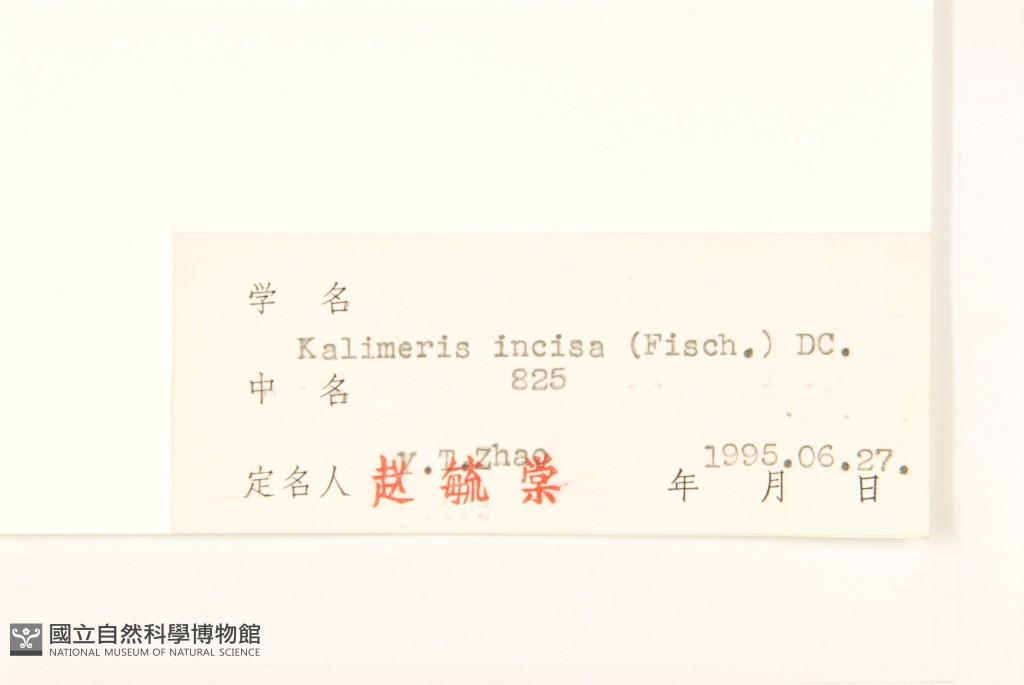 学 名
Kalimeris incisa (Fisch.) DC.
中 名 825
Y.T.Zhao 1995.06.27.
定名人 赵毓棠 年 月 日
國立自然科學博物館
NATIONAL MUSEUM OF NATURAL SCIENCE